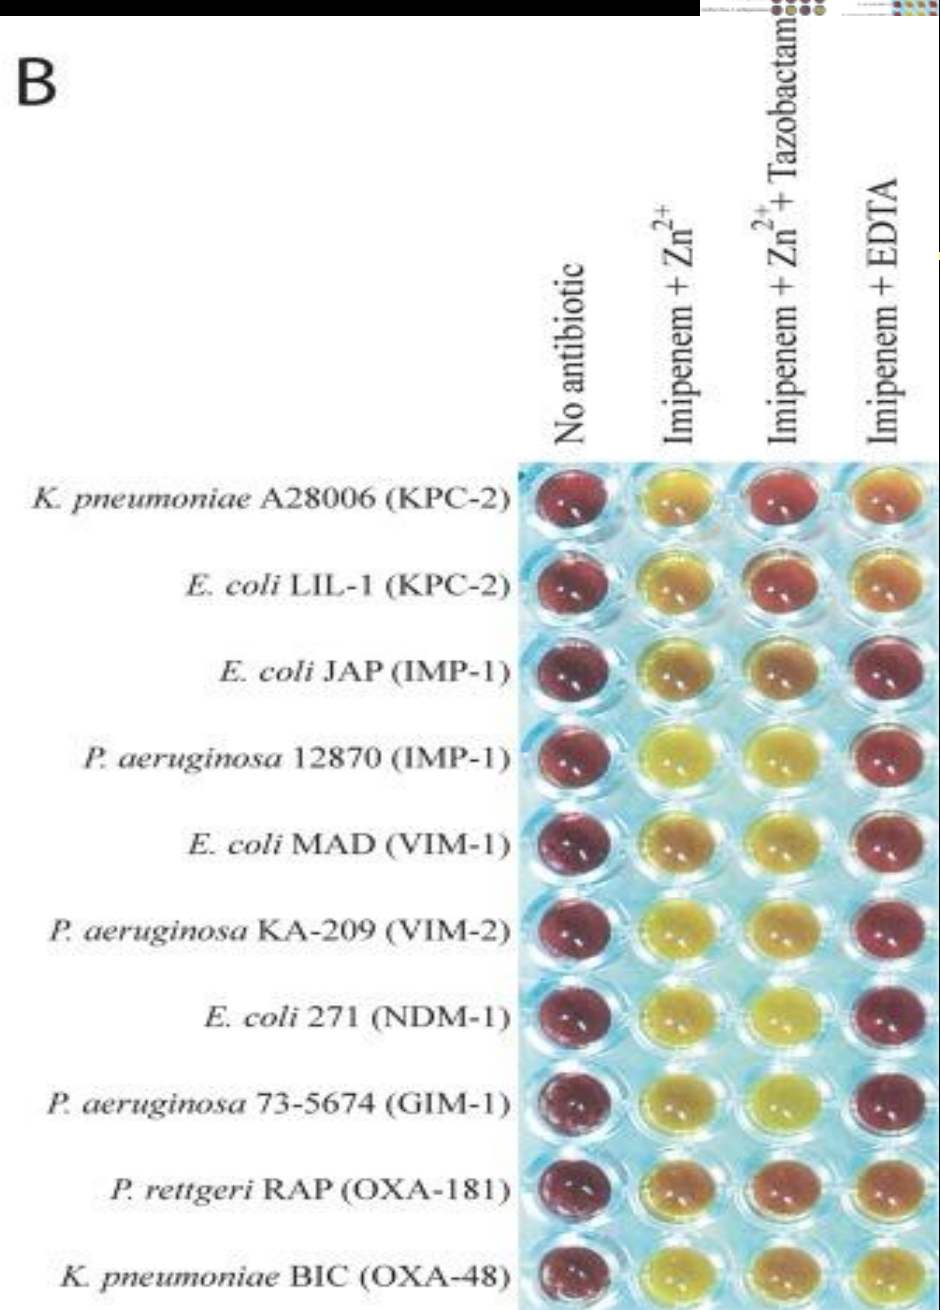 B
No antibiotic
Imipenem + Zn²⁺
Imipenem + Zn²⁺ + Tazobactam
Imipenem + EDTA
K. pneumoniae A28006 (KPC-2)
E. coli LIL-1 (KPC-2)
E. coli JAP (IMP-1)
P. aeruginosa 12870 (IMP-1)
E. coli MAD (VIM-1)
P. aeruginosa KA-209 (VIM-2)
E. coli 271 (NDM-1)
P. aeruginosa 73-5674 (GIM-1)
P. rettgeri RAP (OXA-181)
K. pneumoniae BIC (OXA-48)